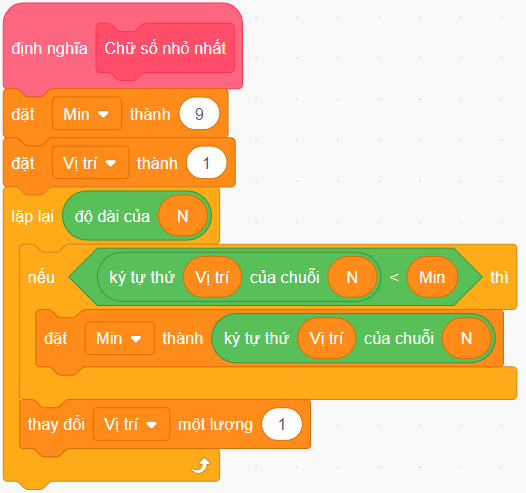 định nghĩa Chữ số nhỏ nhất
đặt Min thành 9
đặt Vị trí thành 1
lặp lại độ dài của N
nếu ký tự thứ Vị trí của chuỗi N < Min thì
đặt Min thành ký tự thứ Vị trí của chuỗi N
thay đổi Vị trí một lượng 1